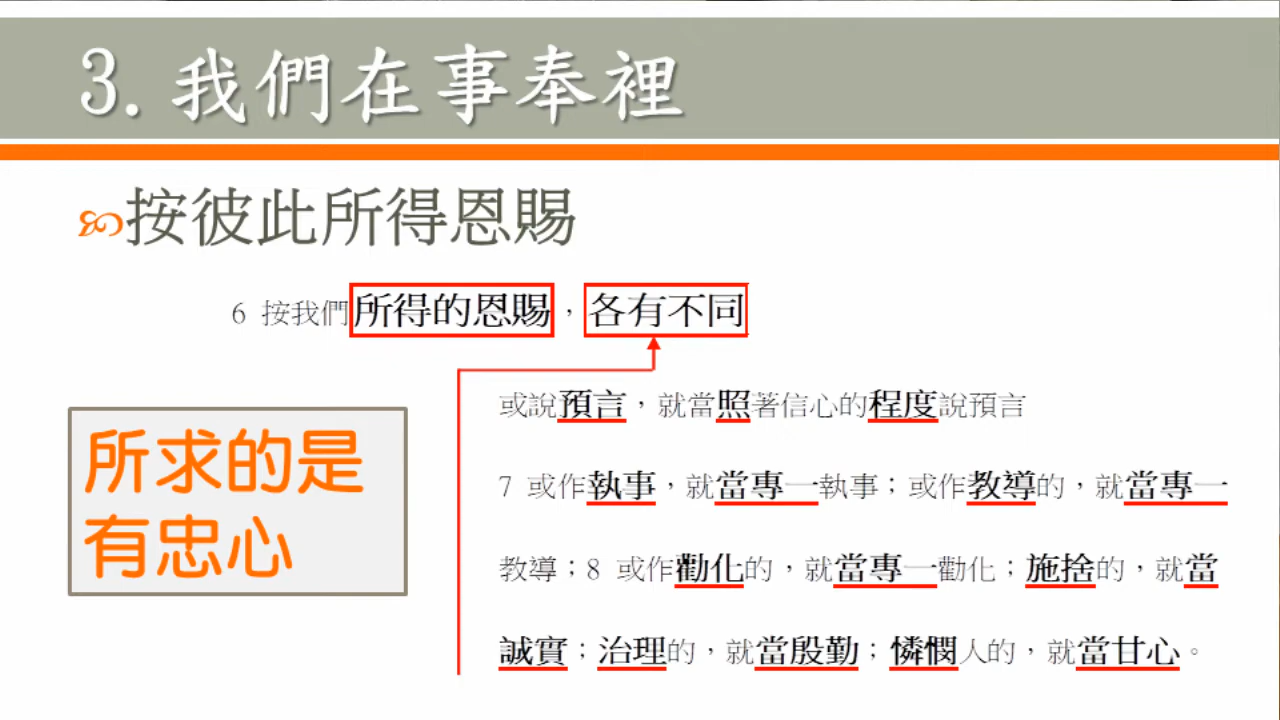 3.我們在事奉裡
按彼此所得恩賜
6 按我們所得的恩賜，各有不同
或說預言，就當照著信心的程度說預言
所求的是
有忠心
7 或作執事，就當專一執事；或作教導的，就當專一
教導；8 或作勸化的，就當專一勸化；施捨的，就當
誠實；治理的，就當殷勤；憐憫人的，就當甘心。